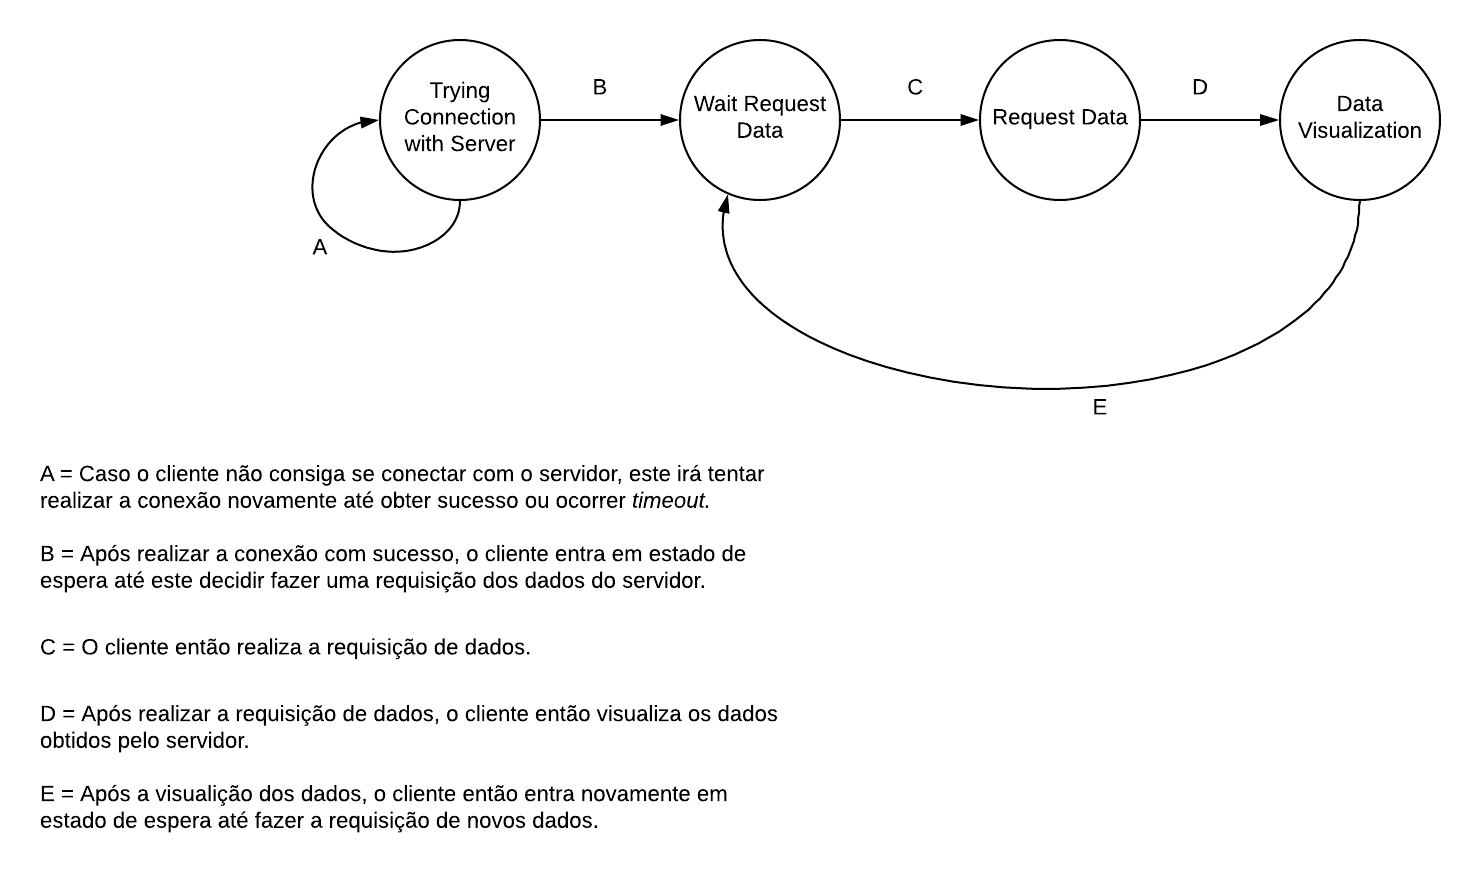 Trying
Connection
with Server
B
Wait Request
Data
C
Request Data
D
Data
Visualization
A
E
A = Caso o cliente não consiga se conectar com o servidor, este irá tentar
realizar a conexão novamente até obter sucesso ou ocorrer timeout.
B = Após realizar a conexão com sucesso, o cliente entra em estado de
espera até este decidir fazer uma requisição dos dados do servidor.
C = O cliente então realiza a requisição de dados.
D = Após realizar a requisição de dados, o cliente então visualiza os dados
obtidos pelo servidor.
E = Após a visualição dos dados, o cliente então entra novamente em
estado de espera até fazer a requisição de novos dados.